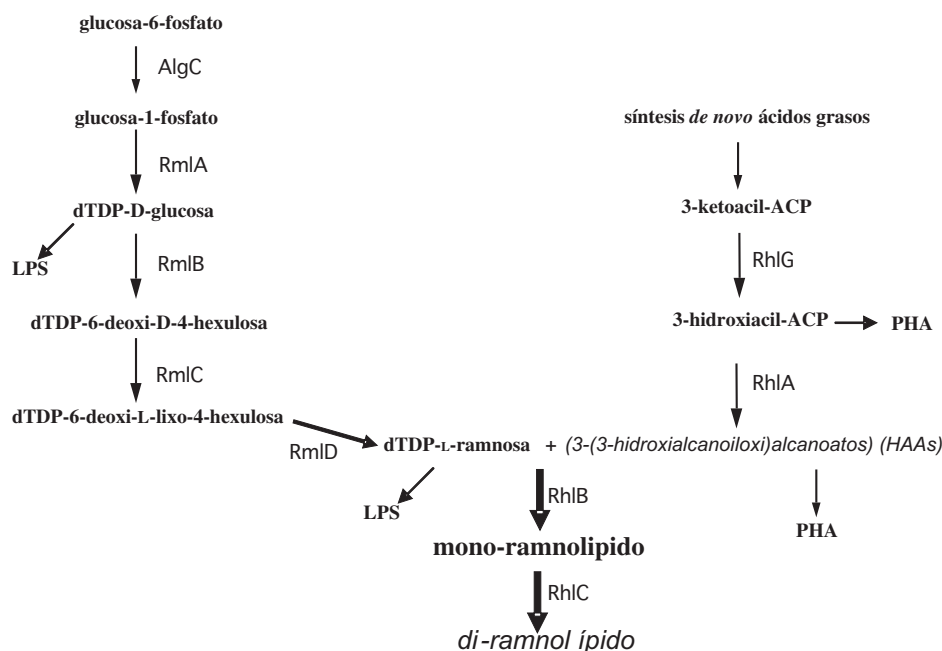 glucosa-6-fosfato
AlgC
glucosa-1-fosfato
RmlA
dTDP-D-glucosa
LPS
RmlB
dTDP-6-deoxi-D-4-hexulosa
RmlC
dTDP-6-deoxi-L-lixo-4-hexulosa
RmlD
síntesis de novo ácidos grasos
3-ketoacil-ACP
RhlG
3-hidroxiacil-ACP
PHA
RhlA
dTDP-L-ramnosa + (3-(3-hidroxialcanoiloxi)alcanoatos) (HAAs)
LPS
RhlB
PHA
mono-ramnolipido
RhlC
di-ramnol ípido